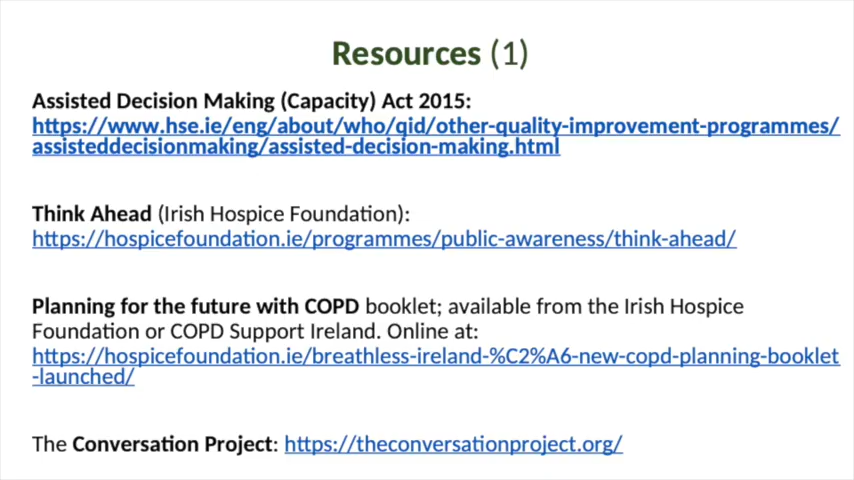 Resources (1)
Assisted Decision Making (Capacity) Act 2015:
https://www.hse.ie/eng/about/who/qid/other-quality-improvement-programmes/
assisteddecisionmaking/assisted-decision-making.html
Think Ahead (Irish Hospice Foundation):
https://hospicefoundation.ie/programmes/public-awareness/think-ahead/
Planning for the future with COPD booklet; available from the Irish Hospice
Foundation or COPD Support Ireland. Online at:
https://hospicefoundation.ie/breathless-ireland-%C2%A6-new-copd-planning-booklet
-launched/
The Conversation Project: https://theconversationproject.org/